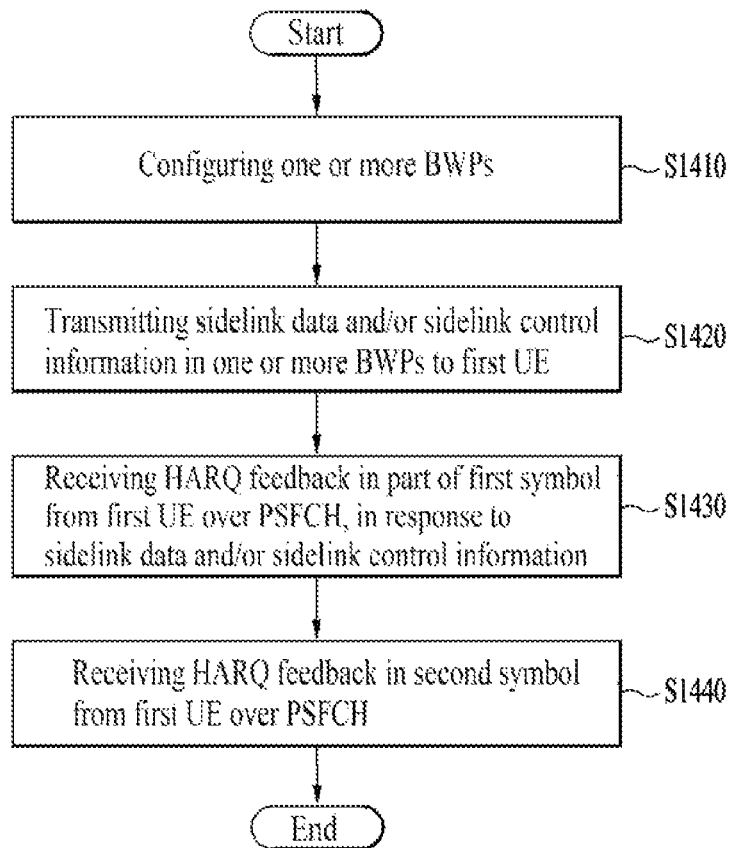 Start
Configuring one or more BWPs
S1410
Transmitting sidelink data and/or sidelink control
information in one or more BWPs to first UE
S1420
Receiving HARQ feedback in part of first symbol
from first UE over PSFCH, in response to
sidelink data and/or sidelink control information
S1430
Receiving HARQ feedback in second symbol
from first UE over PSFCH
S1440
End